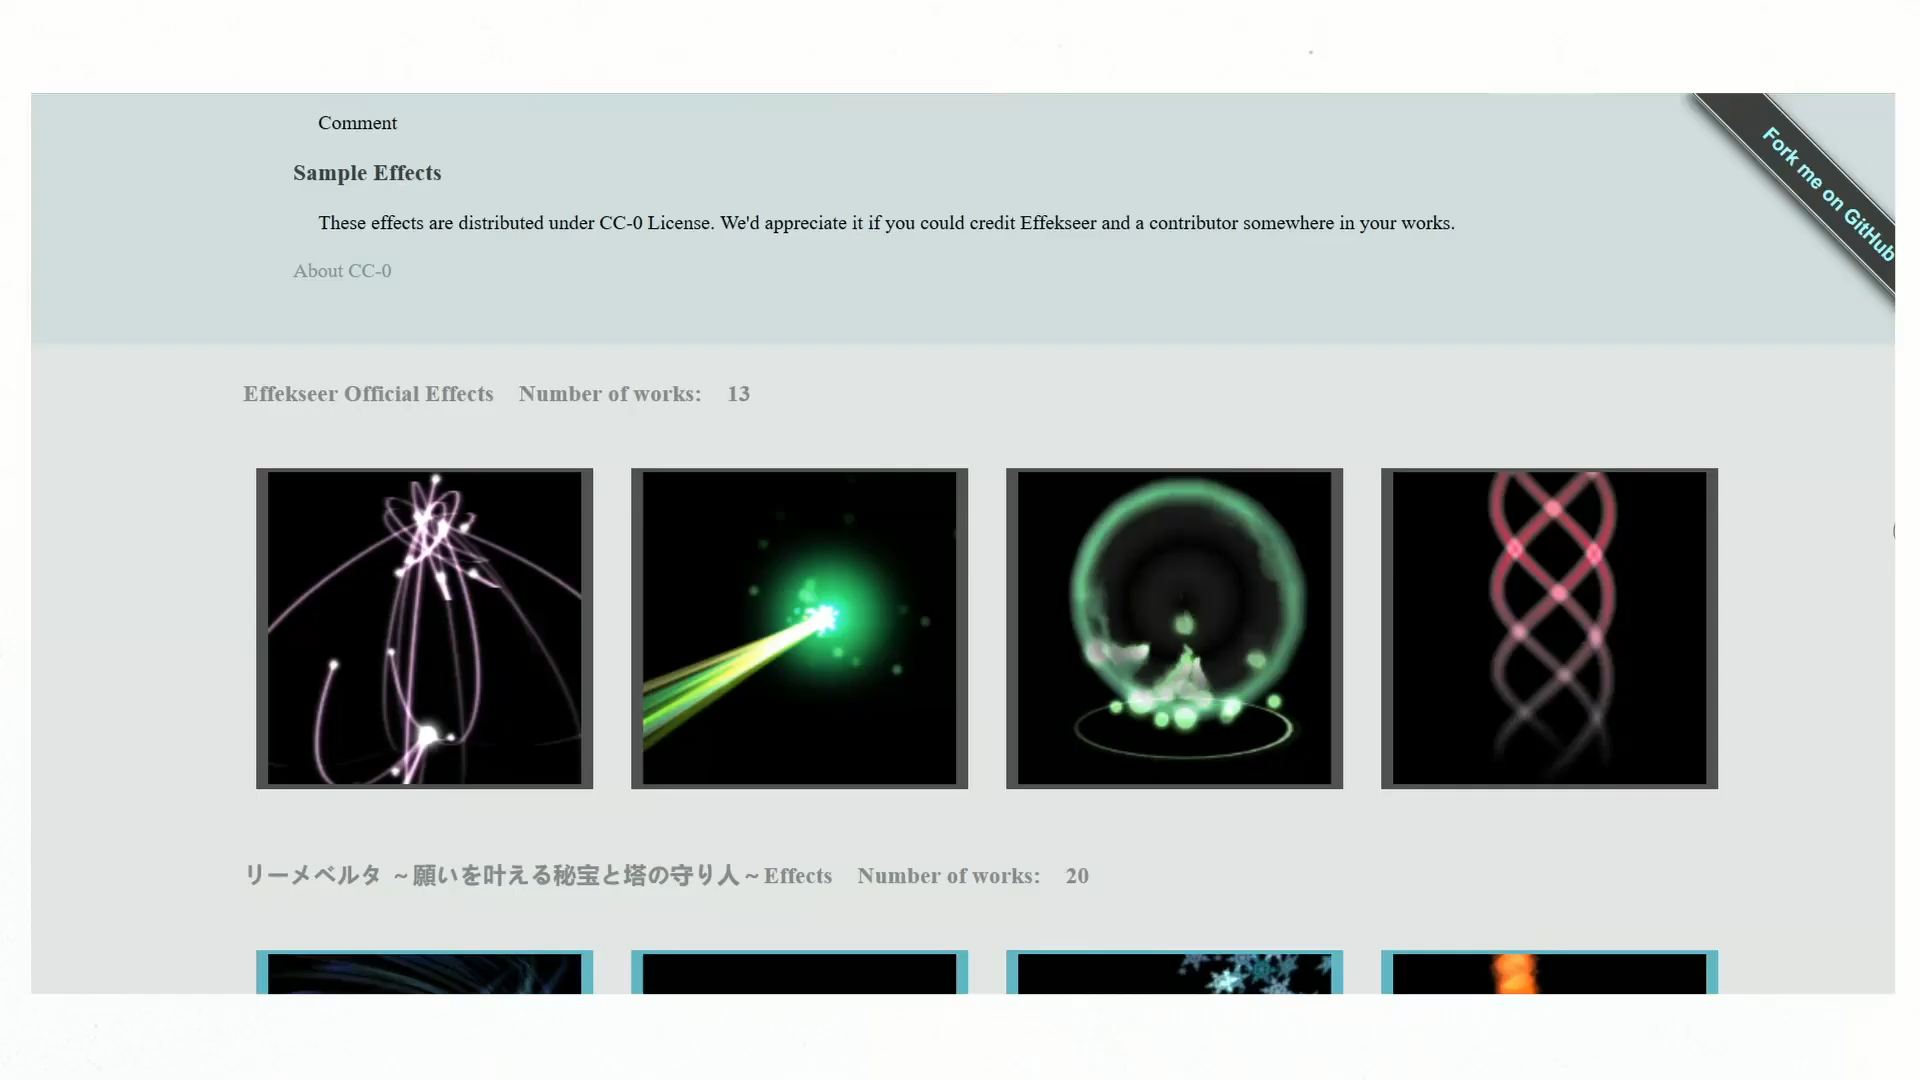 Comment
Sample Effects
These effects are distributed under CC-0 License. We'd appreciate it if you could credit Effekseer and a contributor somewhere in your works.
About CC-0
Fork me on GitHub
Effekseer Official Effects Number of works: 13
リーメベルタ ～願いを叶える秘宝と塔の守り人～Effects Number of works: 20